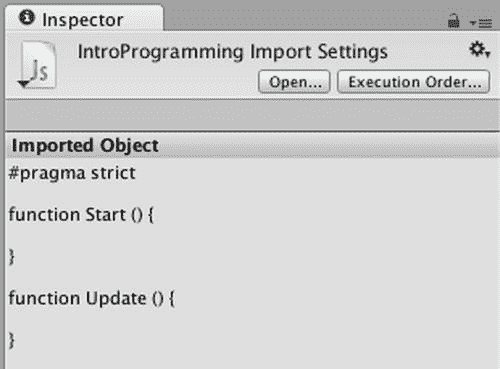 Inspector
Js
IntroProgramming Import Settings
Open...
Execution Order...
Imported Object
#pragma strict
function Start () {
}
function Update () {
}